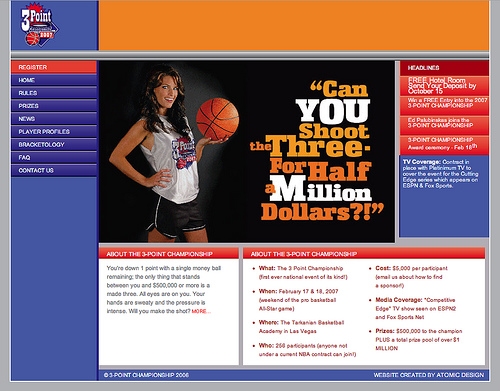 3 Point
2007
REGISTER
HOME
RULES
PRIZES
NEWS
PLAYER PROFILES
BRACKETOLOGY
FAQ
CONTACT US
"Can
YOU
Shoot
the Three-
For Half
a Million
Dollars?!"
HEADLINES
FREE Hotel Room
Send Your Deposit by
October 15
Win a FREE Entry into the 2007
3-POINT CHAMPIONSHIP
Ed Palubinskas joins the
3-POINT CHAMPIONSHIP
3-POINT CHAMPIONSHIP
Award ceremony - Feb 18th
TV Coverage: Contract in
place with Platinimum TV to
cover the event for the Cutting
Edge series which appears on
ESPN & Fox Sports.
ABOUT THE 3-POINT CHAMPIONSHIP
You're down 1 point with a single money ball
remaining; the only thing that stands
between you and $500,000 or more is a
made three. All eyes are on you. Your
hands are sweaty and the pressure is
intense. Will you make the shot? MORE...
ABOUT THE 3-POINT CHAMPIONSHIP
What: The 3 Point Championship
(first ever national event of its kind!)
When: February 17 & 18, 2007
(weekend of the pro basketball
All-Star game)
Where: The Tarkanian Basketball
Academy in Las Vegas
Who: 256 participants (anyone not
under a current NBA contract can join!)
Cost: $5,000 per participant
(email us about how to find
a sponsor!)
Media Coverage: "Competitive
Edge" TV show seen on ESPN2
and Fox Sports Net
Prizes: $500,000 to the champion
PLUS a total prize pool of over $1
MILLION
© 3-POINT CHAMPIONSHIP 2006
WEBSITE CREATED BY ATOMIC DESIGN